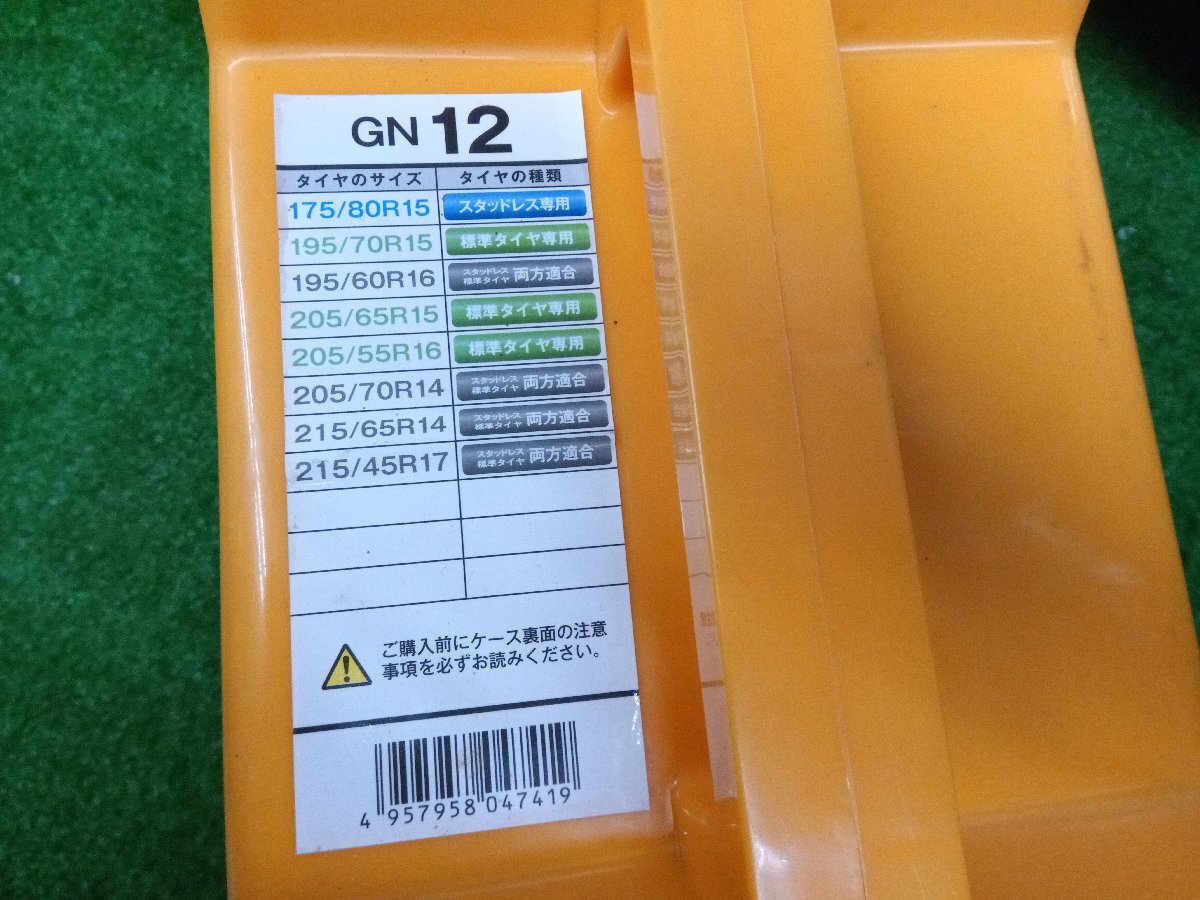 GN 12
タイヤのサイズ タイヤの種類
175/80R15 スタッドレス専用
195/70R15 標準タイヤ専用
195/60R16 スタッドレス 標準タイヤ 両方適合
205/65R15 標準タイヤ専用
205/55R16 標準タイヤ専用
205/70R14 スタッドレス 標準タイヤ 両方適合
215/65R14 スタッドレス 標準タイヤ 両方適合
215/45R17 スタッドレス 標準タイヤ 両方適合
ご購入前にケース裏面の注意
事項を必ずお読みください。
4 957958 047419